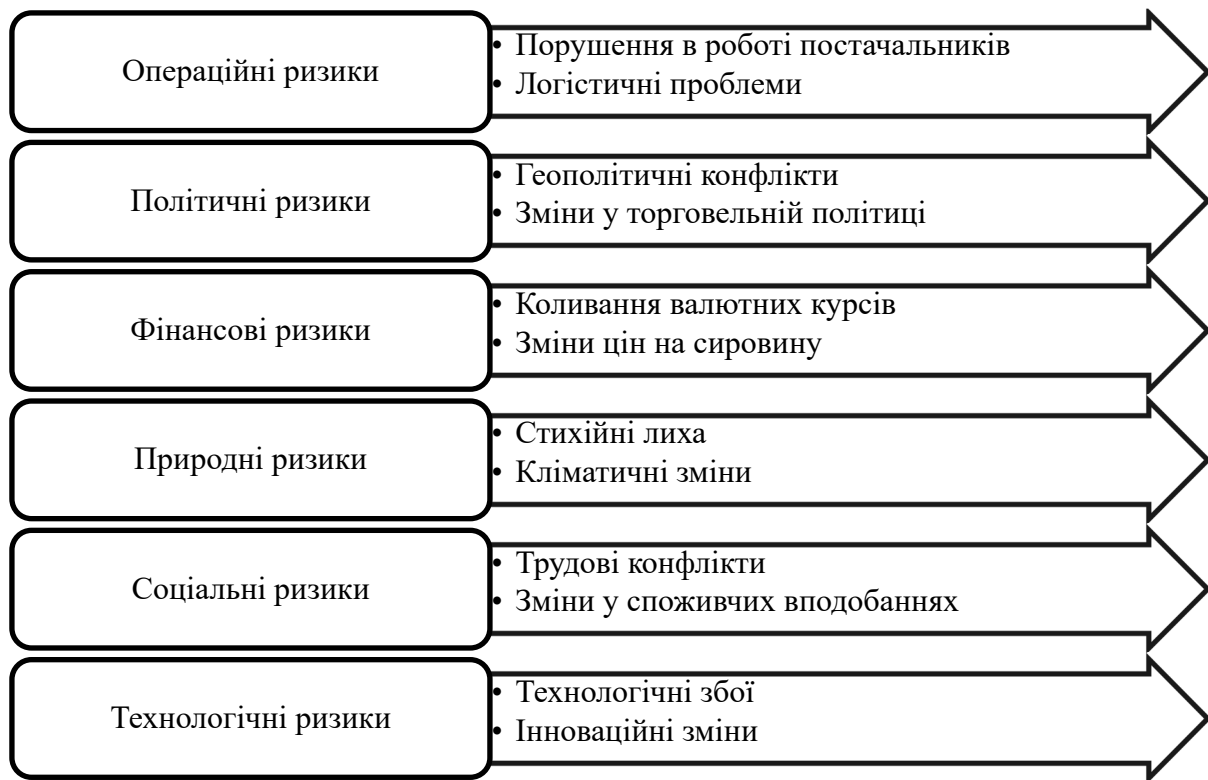 Операційні ризики
• Порушення в роботі постачальників
• Логістичні проблеми
Політичні ризики
• Геополітичні конфлікти
• Зміни у торговельній політиці
Фінансові ризики
• Коливання валютних курсів
• Зміни цін на сировину
Природні ризики
• Стихійні лиха
• Кліматичні зміни
Соціальні ризики
• Трудові конфлікти
• Зміни у споживчих вподобаннях
Технологічні ризики
• Технологічні збої
• Інноваційні зміни